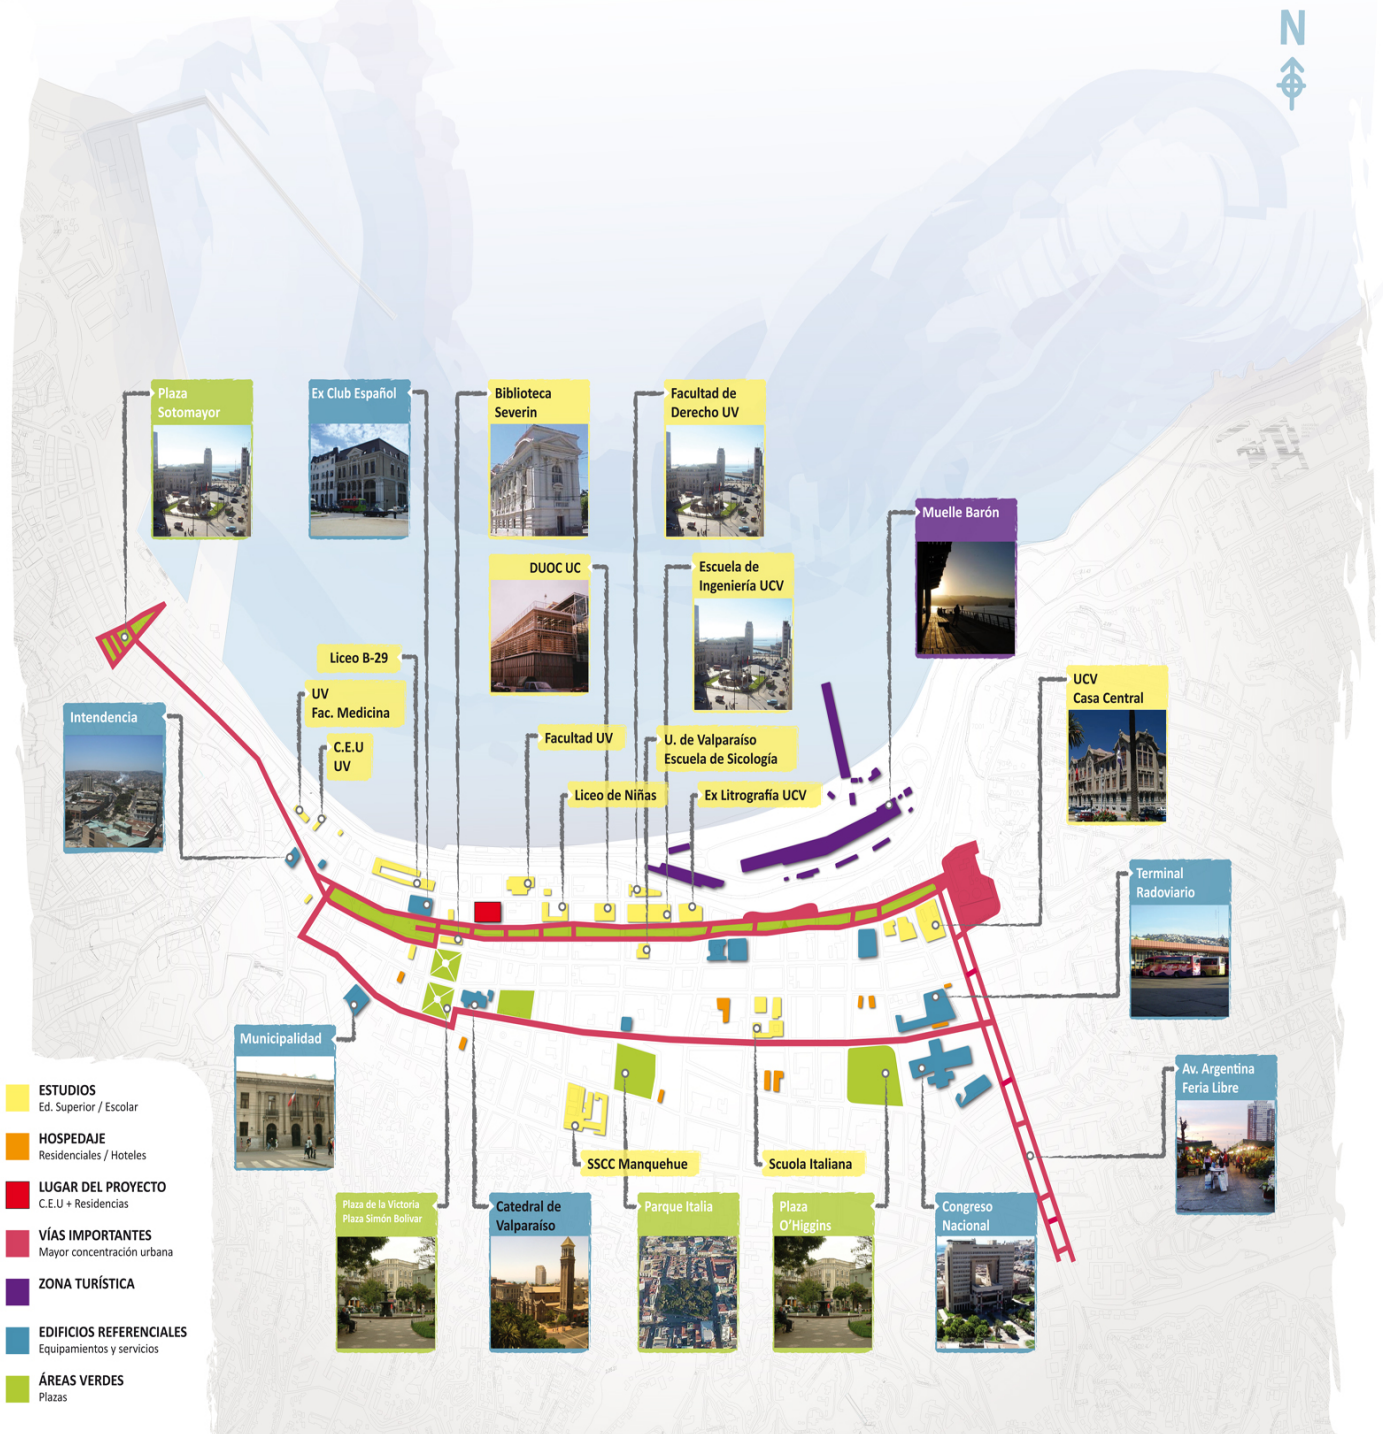 N
Plaza
Sotomayor
Ex Club Español
Biblioteca
Severin
Facultad de
Derecho UV
Muelle Barón
DUOC UC
Escuela de
Ingeniería UCV
Liceo B-29
UV
Fac. Medicina
C.E.U
UV
Intendencia
Facultad UV
U. de Valparaíso
Escuela de Sicología
Liceo de Niñas
Ex Litrografía UCV
UCV
Casa Central
Terminal
Radoviario
Municipalidad
Av. Argentina
Feria Libre
SSCC Manquehue
Scuola Italiana
Plaza de la Victoria
Plaza Simón Bolivar
Catedral de
Valparaíso
Parque Italia
Plaza
O'Higgins
Congreso
Nacional
ESTUDIOS
Ed. Superior / Escolar
HOSPEDAJE
Residenciales / Hoteles
LUGAR DEL PROYECTO
C.E.U + Residencias
VÍAS IMPORTANTES
Mayor concentración urbana
ZONA TURÍSTICA
EDIFICIOS REFERENCIALES
Equipamientos y servicios
ÁREAS VERDES
Plazas